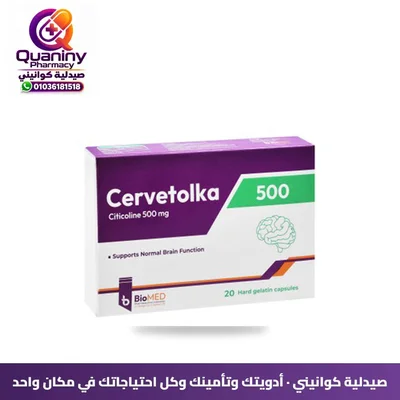 Quaniny
Pharmacy
صيدلية كوانيني
01036181518
Cervetolka
500
Citicoline 500 mg
• Supports Normal Brain Function
BioMED
20 Hard gelatin capsules
صيدلية كوانيني - أدويتك وتأمينك وكل احتياجاتك في مكان واحد